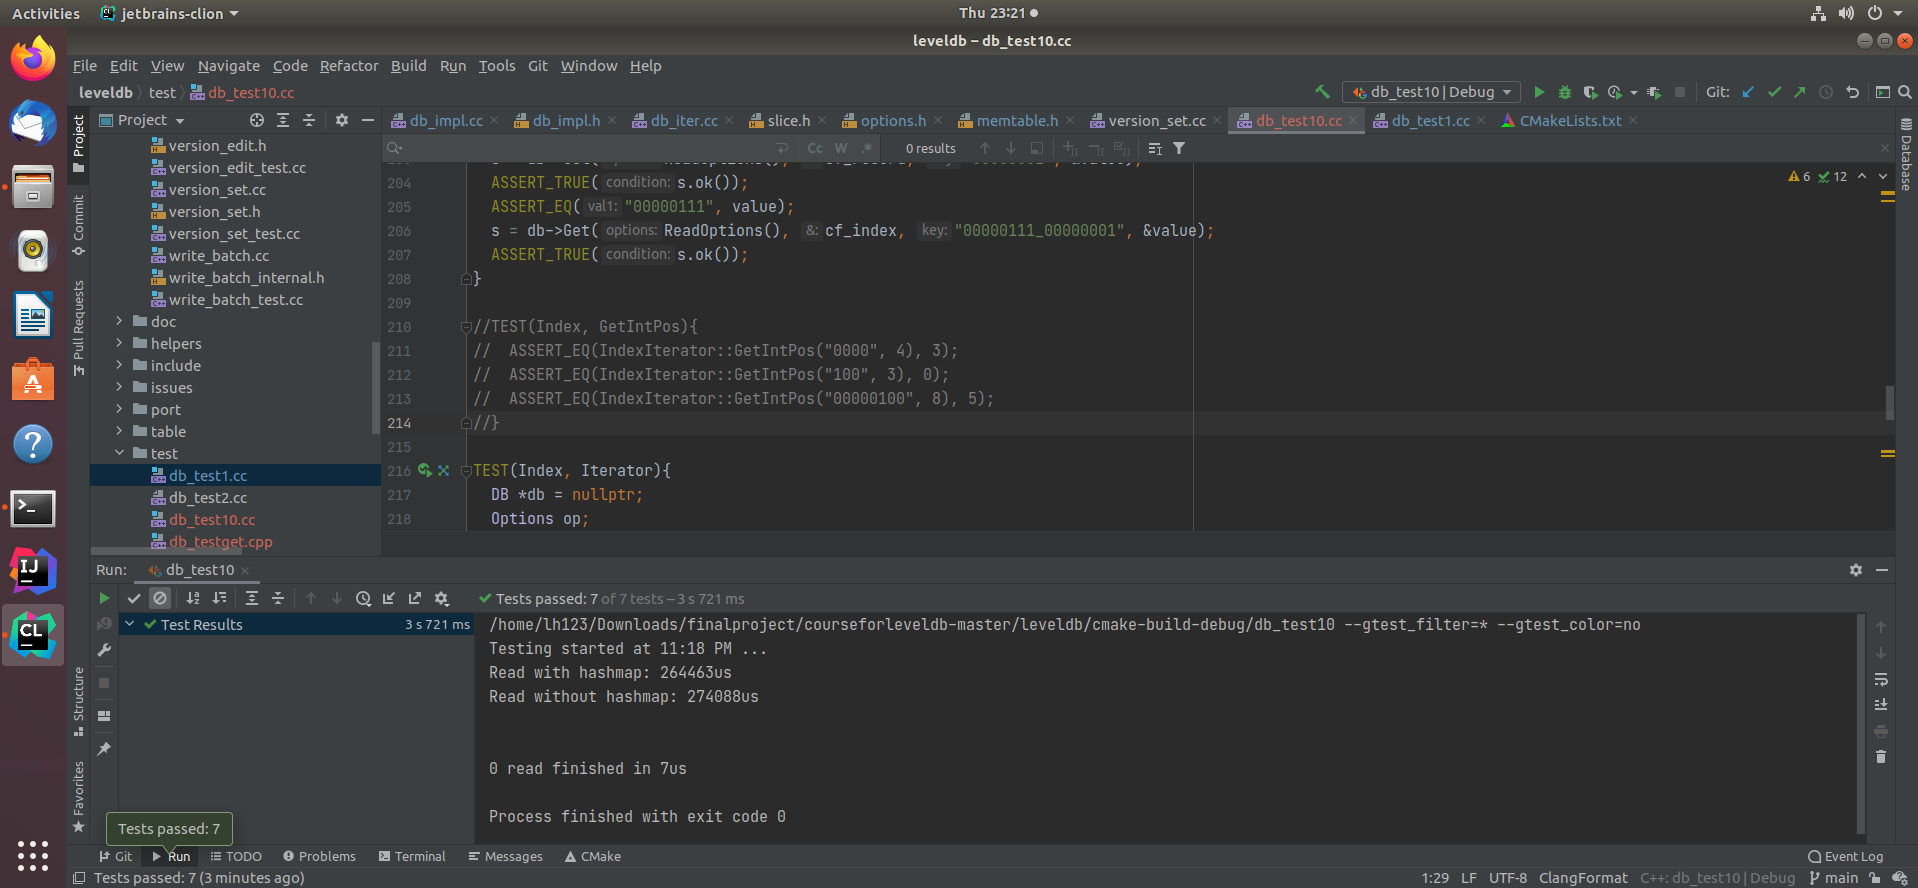 Activities jetbrains-clion Thu 23:21
leveldb – db_test10.cc
File Edit View Navigate Code Refactor Build Run Tools Git Window Help
leveldb test db_test10.cc db_test10 | Debug Git:
Project db_impl.cc db_impl.h db_iter.cc slice.h options.h memtable.h version_set.cc db_test10.cc db_test1.cc CMakeLists.txt
Cc W .* 0 results
version_edit.h
version_edit_test.cc
version_set.cc
version_set.h
version_set_test.cc
write_batch.cc
write_batch_internal.h
write_batch_test.cc
doc
helpers
include
issues
port
table
test
db_test1.cc
db_test2.cc
db_test10.cc
db_testget.cpp
Project
Commit
Pull Requests
Structure
Favorites
Database
6 12
204 ASSERT_TRUE( condition: s.ok());
205 ASSERT_EQ( val1: "00000111", value);
206 s = db->Get( options: ReadOptions(), &: cf_index, key: "00000111_00000001", &value);
207 ASSERT_TRUE( condition: s.ok());
208 }
209
210 //TEST(Index, GetIntPos){
211 // ASSERT_EQ(IndexIterator::GetIntPos("0000", 4), 3);
212 // ASSERT_EQ(IndexIterator::GetIntPos("100", 3), 0);
213 // ASSERT_EQ(IndexIterator::GetIntPos("00000100", 8), 5);
214 //}
215
216 TEST(Index, Iterator){
217 DB *db = nullptr;
218 Options op;
Run: db_test10
Tests passed: 7 of 7 tests – 3 s 721 ms
Test Results 3 s 721 ms
/home/lh123/Downloads/finalproject/courseforleveldb-master/leveldb/cmake-build-debug/db_test10 --gtest_filter=* --gtest_color=no
Testing started at 11:18 PM ...
Read with hashmap: 264463us
Read without hashmap: 274088us
0 read finished in 7us
Process finished with exit code 0
Tests passed: 7
Git Run TODO Problems Terminal Messages CMake Event Log
Tests passed: 7 (3 minutes ago) 1:29 LF UTF-8 ClangFormat C++: db_test10 | Debug main